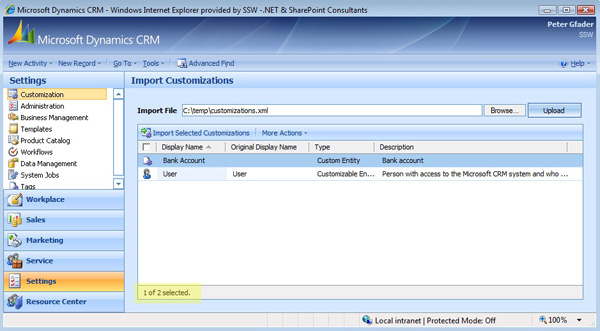 Microsoft Dynamics CRM - Windows Internet Explorer provided by SSW -.NET & SharePoint Consultants
Microsoft Dynamics CRM
Peter Gfader
SSW
New Activity New Record Go To Tools Advanced Find Help
Settings
Customization
Administration
Business Management
Templates
Product Catalog
Workflows
Data Management
System Jobs
Tags
Workplace
Sales
Marketing
Service
Settings
Resource Center
Import Customizations
Import File C:\temp\customizations.xml Browse... Upload
Import Selected Customizations More Actions
Display Name Original Display Name Type Description
Bank Account Custom Entity Bank account
User User Customizable En... Person with access to the Microsoft CRM system and who ...
1 of 2 selected.
Local intranet | Protected Mode: Off 100%